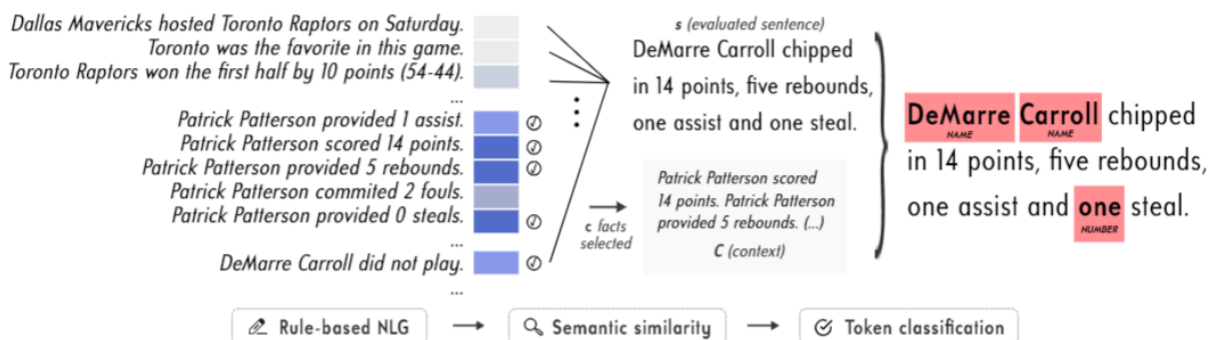 Dallas Mavericks hosted Toronto Raptors on Saturday.
Toronto was the favorite in this game.
Toronto Raptors won the first half by 10 points (54-44).
...
Patrick Patterson provided 1 assist.
Patrick Patterson scored 14 points.
Patrick Patterson provided 5 rebounds.
Patrick Patterson commited 2 fouls.
Patrick Patterson provided 0 steals.
...
DeMarre Carroll did not play.
...
c facts
selected
s (evaluated sentence)
DeMarre Carroll chipped
in 14 points, five rebounds,
one assist and one steal.
Patrick Patterson scored
14 points. Patrick Patterson
provided 5 rebounds. (...)
C (context)
DeMarre Carroll chipped
NAME NAME
in 14 points, five rebounds,
one assist and one steal.
NUMBER
Rule-based NLG
Semantic similarity
Token classification